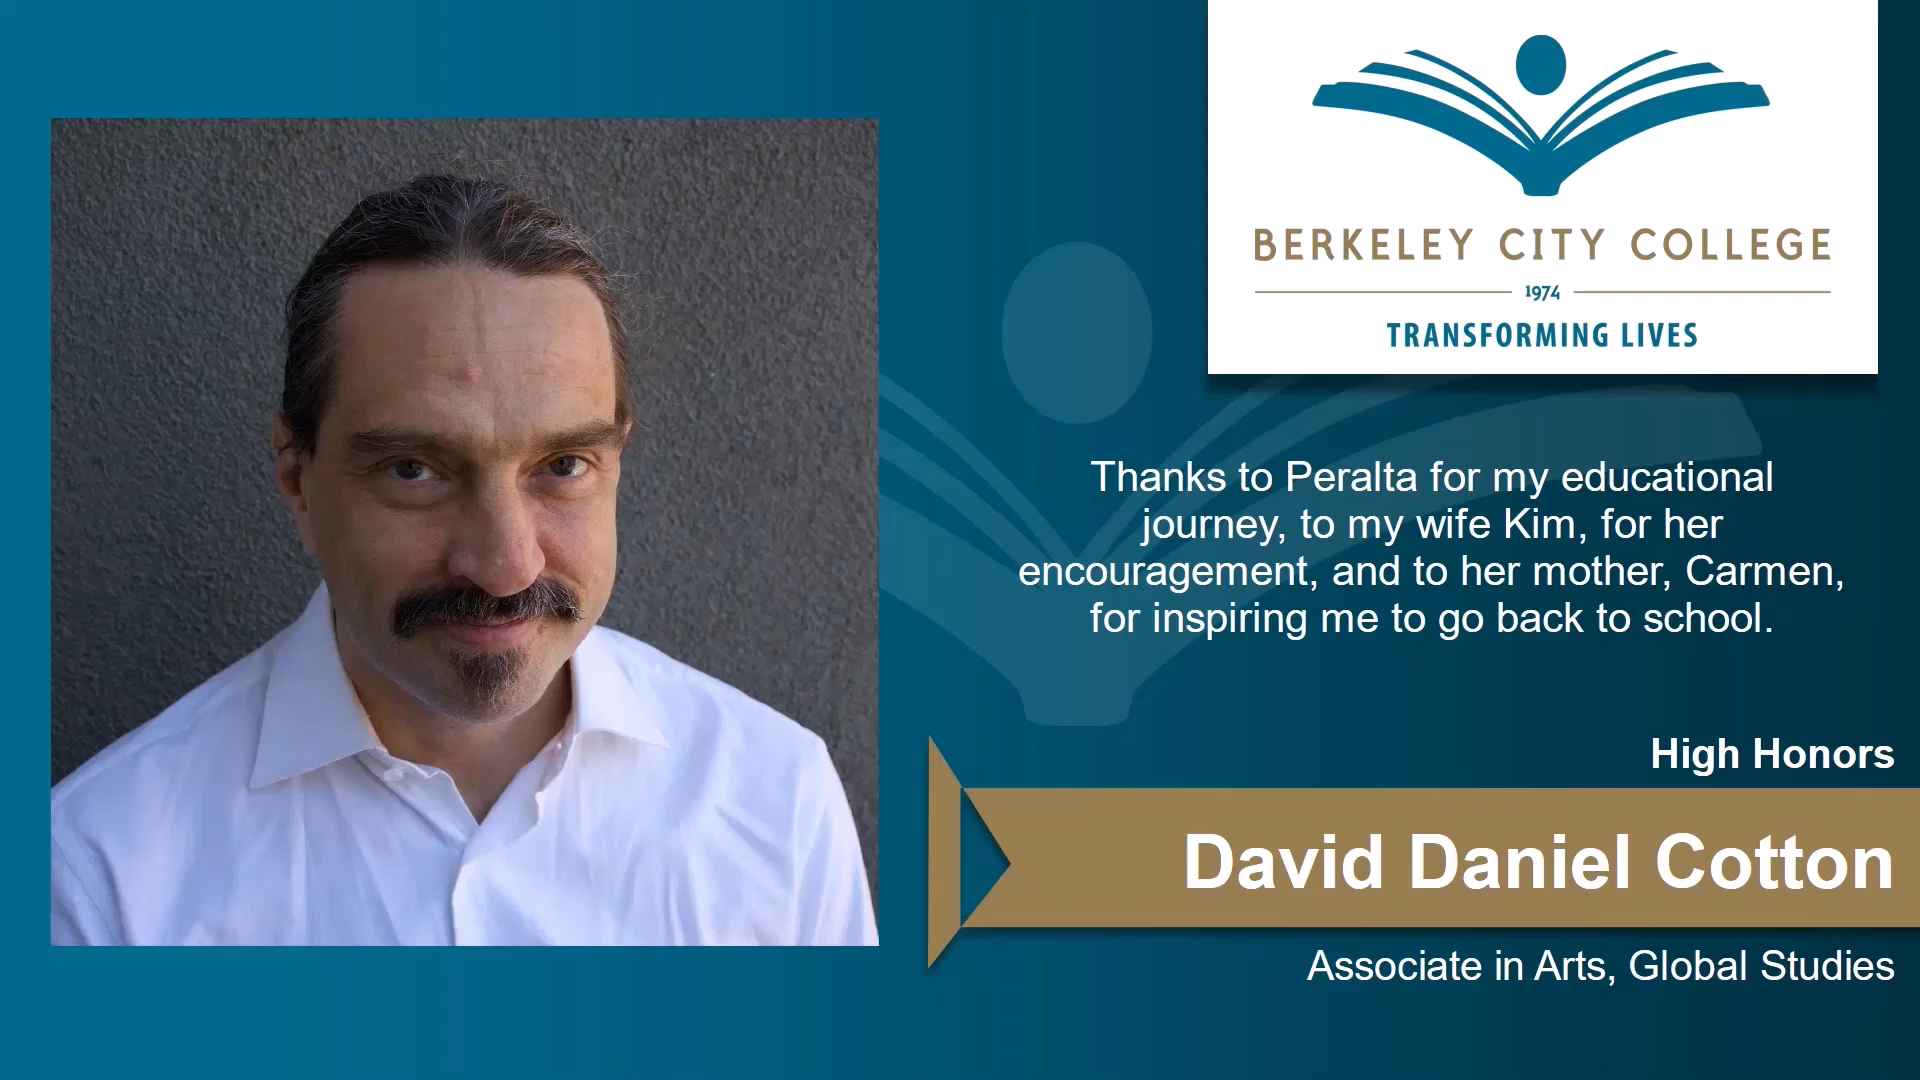 BERKELEY CITY COLLEGE
1974
TRANSFORMING LIVES
Thanks to Peralta for my educational
journey, to my wife Kim, for her
encouragement, and to her mother, Carmen,
for inspiring me to go back to school.
High Honors
David Daniel Cotton
Associate in Arts, Global Studies